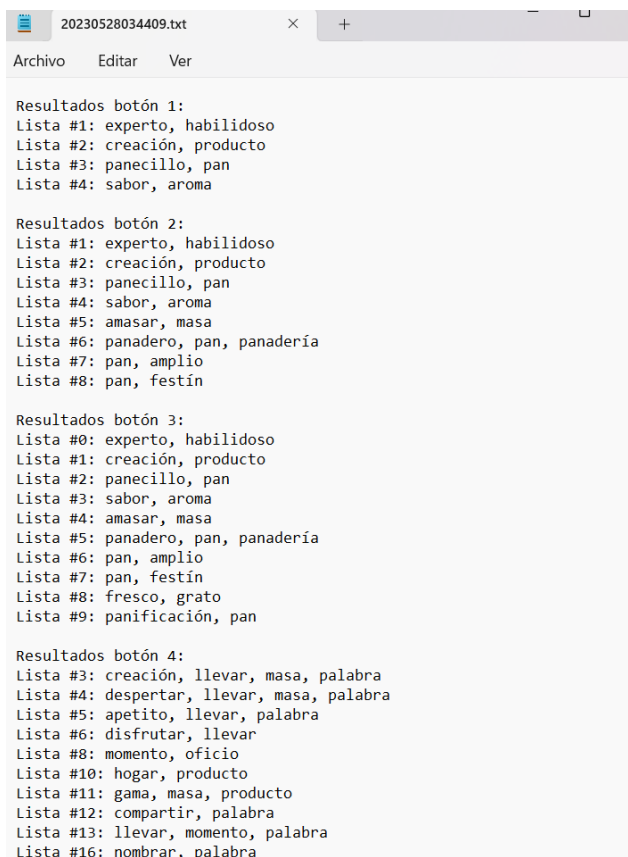 20230528034409.txt
Archivo Editar Ver
Resultados botón 1:
Lista #1: experto, habilidoso
Lista #2: creación, producto
Lista #3: panecillo, pan
Lista #4: sabor, aroma
Resultados botón 2:
Lista #1: experto, habilidoso
Lista #2: creación, producto
Lista #3: panecillo, pan
Lista #4: sabor, aroma
Lista #5: amasar, masa
Lista #6: panadero, pan, panadería
Lista #7: pan, amplio
Lista #8: pan, festín
Resultados botón 3:
Lista #0: experto, habilidoso
Lista #1: creación, producto
Lista #2: panecillo, pan
Lista #3: sabor, aroma
Lista #4: amasar, masa
Lista #5: panadero, pan, panadería
Lista #6: pan, amplio
Lista #7: pan, festín
Lista #8: fresco, grato
Lista #9: panificación, pan
Resultados botón 4:
Lista #3: creación, llevar, masa, palabra
Lista #4: despertar, llevar, masa, palabra
Lista #5: apetito, llevar, palabra
Lista #6: disfrutar, llevar
Lista #8: momento, oficio
Lista #10: hogar, producto
Lista #11: gama, masa, producto
Lista #12: compartir, palabra
Lista #13: llevar, momento, palabra
Lista #16: nombrar, palabra